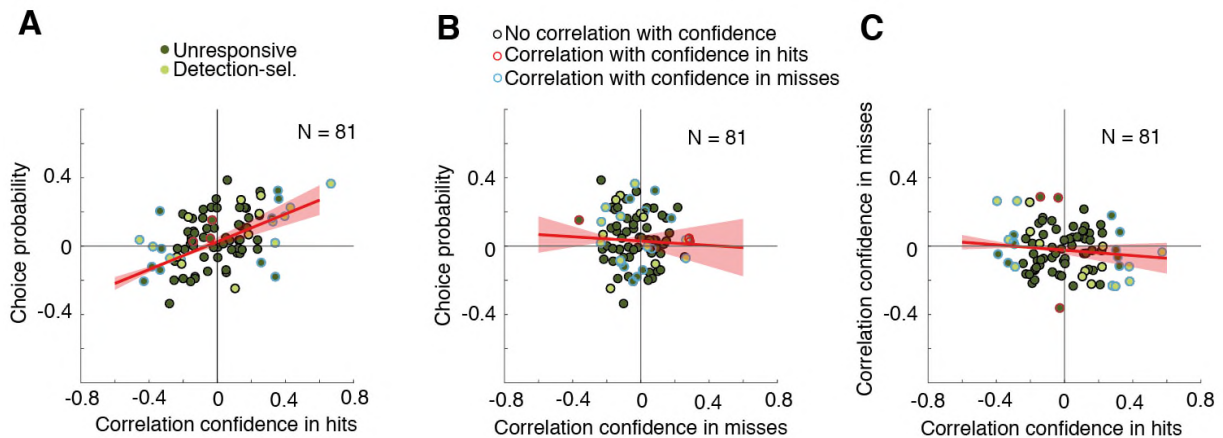 A
Unresponsive
Detection-sel.
N = 81
Choice probability
0.4
0
-0.4
-0.8 -0.4 0 0.4 0.8
Correlation confidence in hits
B
No correlation with confidence
Correlation with confidence in hits
Correlation with confidence in misses
N = 81
Choice probability
0.4
0
-0.4
-0.8 -0.4 0 0.4 0.8
Correlation confidence in misses
C
N = 81
Correlation confidence in misses
0.4
0
-0.4
-0.8 -0.4 0 0.4 0.8
Correlation confidence in hits